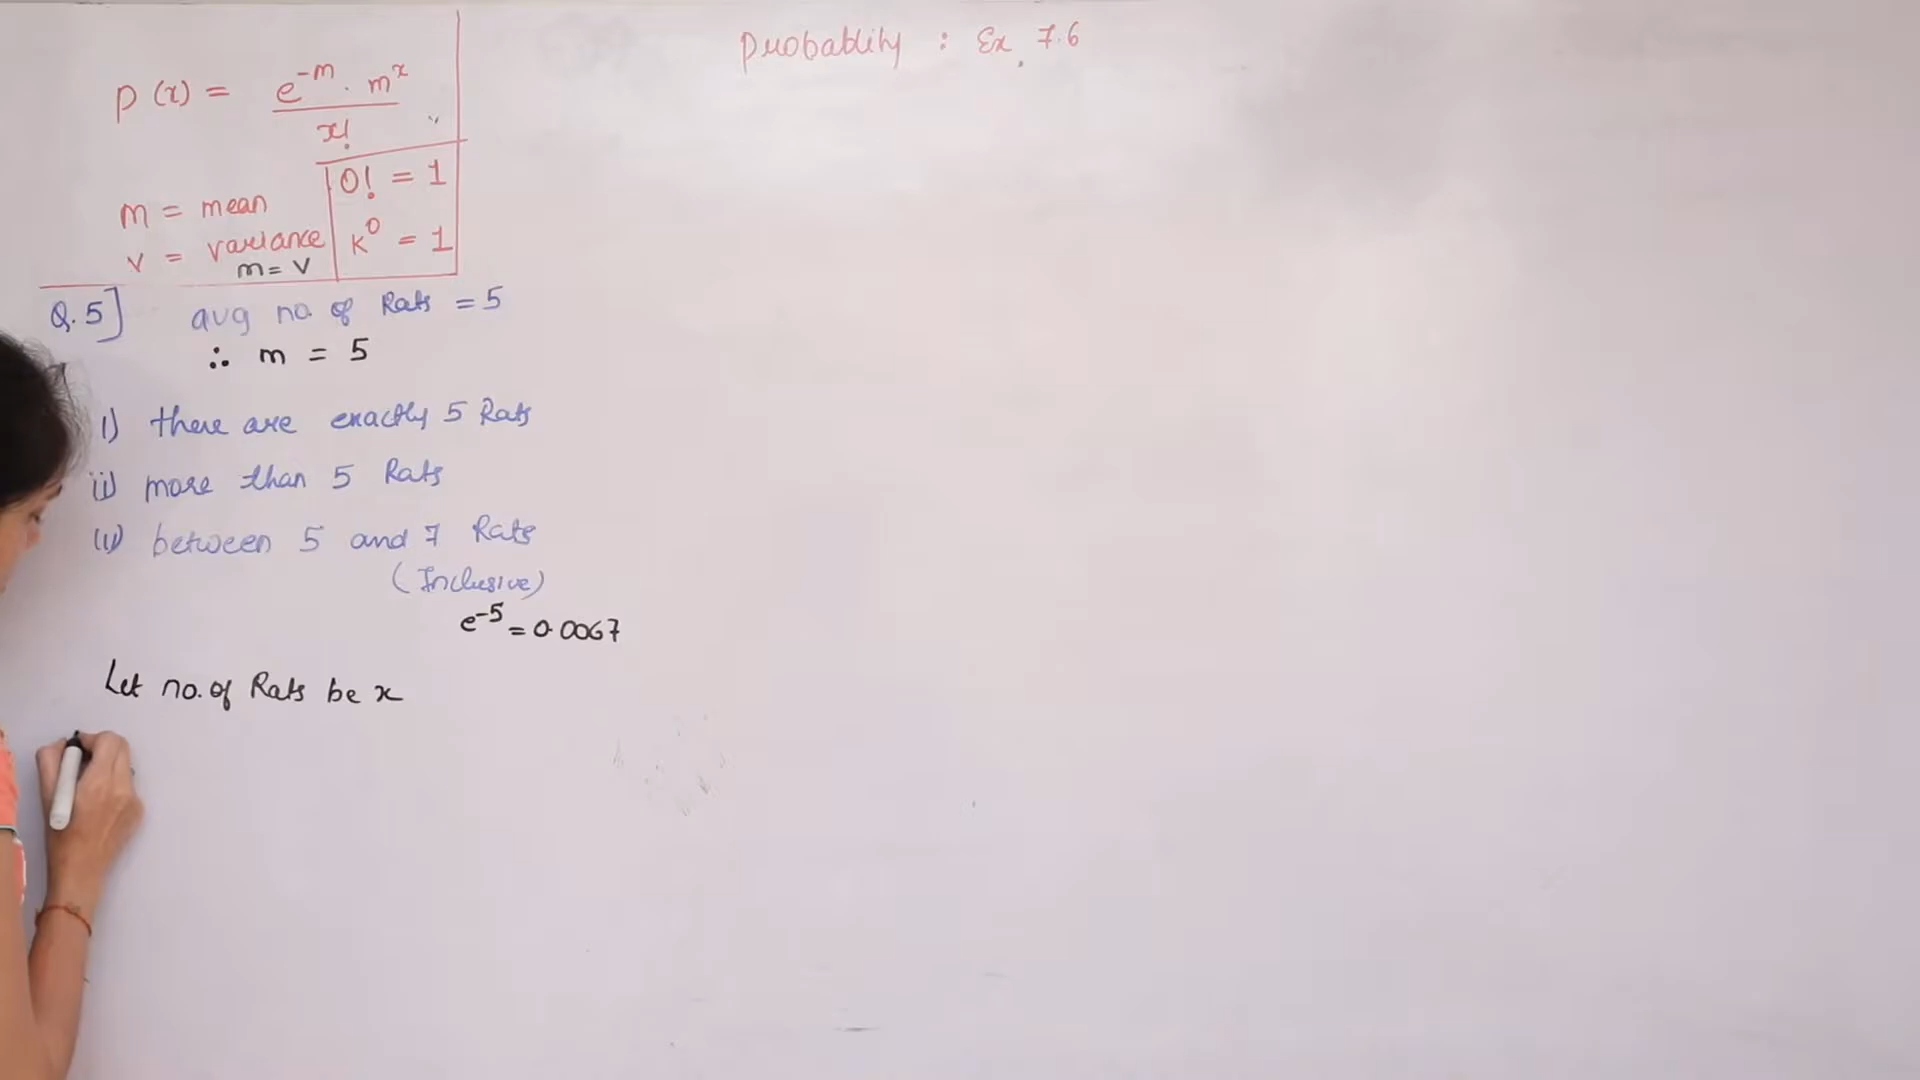 Probablity : Ex. 7.6
P(x) = e^-m . m^x
x!
0! = 1
m = mean
v = variance
k^0 = 1
m = v
Q.5] avg no. of Rats = 5
∴ m = 5
i) there are exactly 5 Rats
ii) more than 5 Rats
between 5 and 7 Rats
(Inclusive)
e^-5 = 0.0067
Let no. of Rats be x